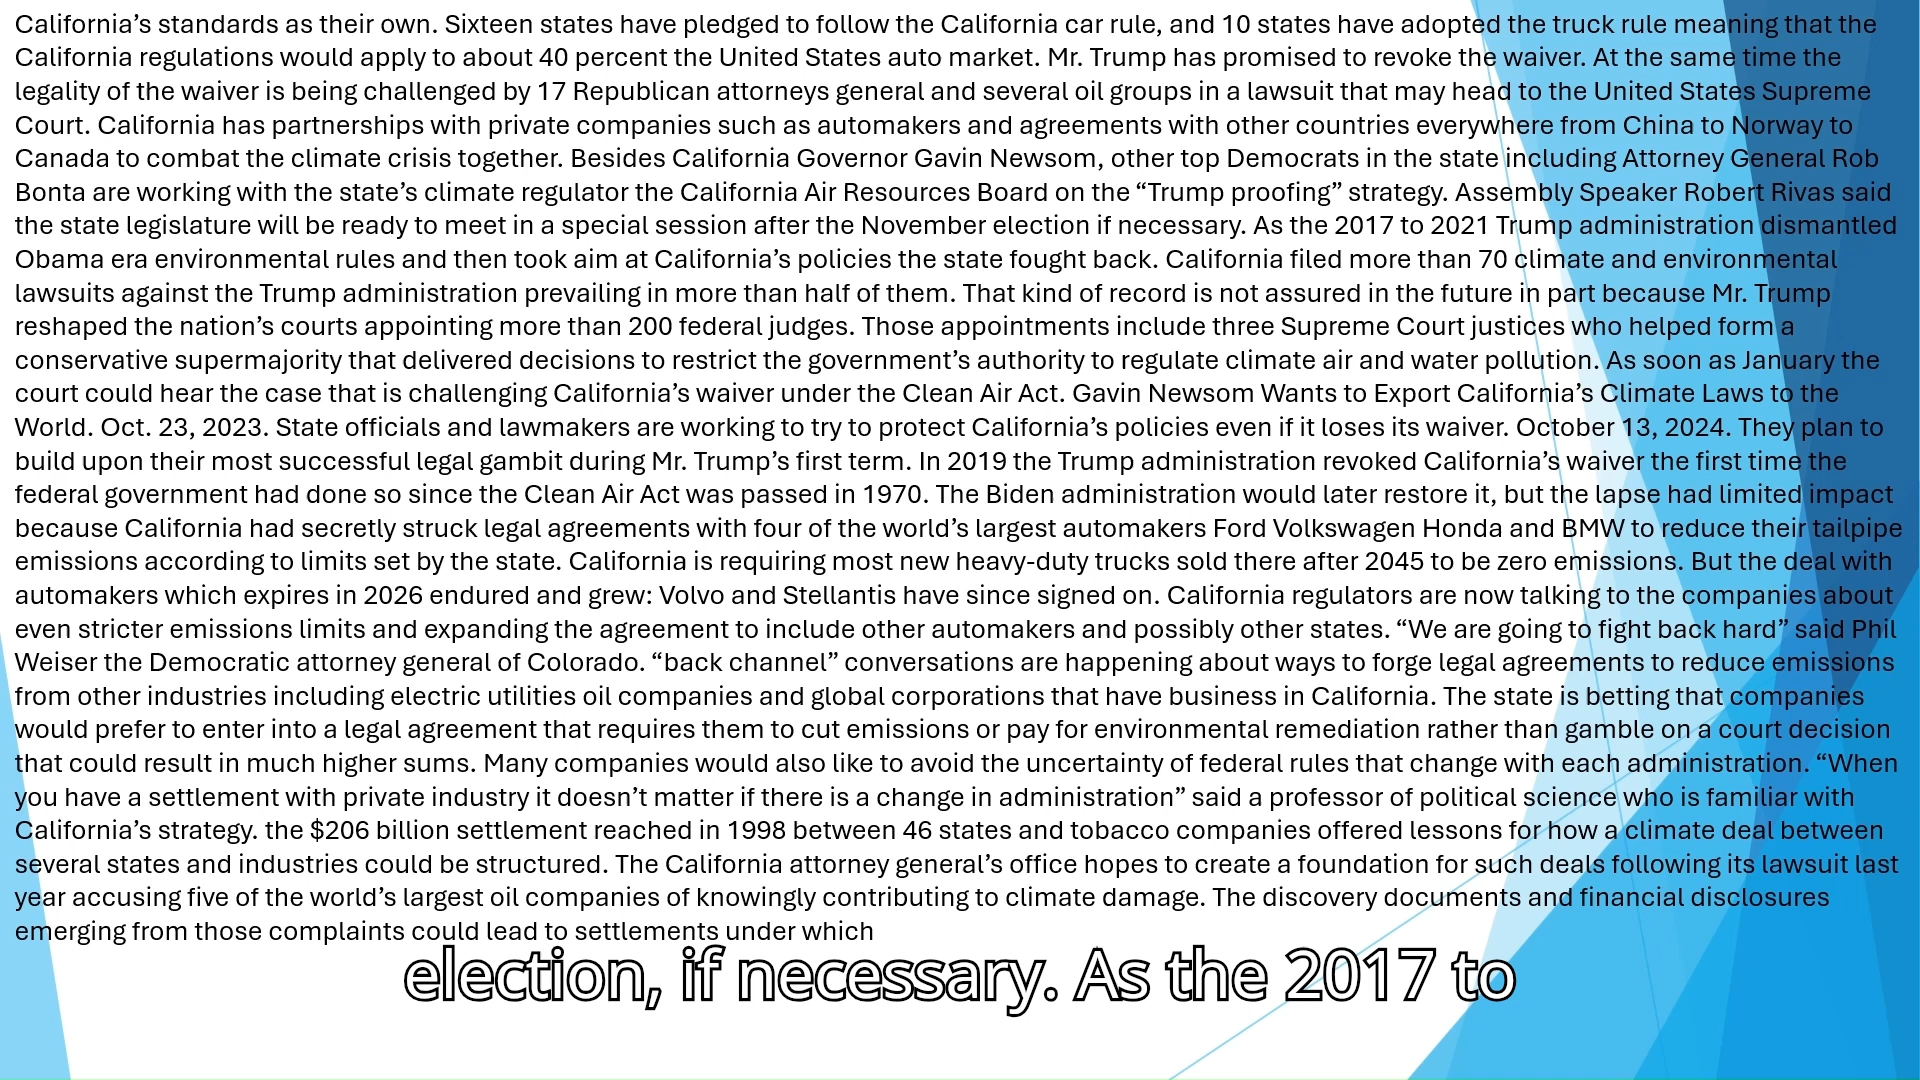 California’s standards as their own. Sixteen states have pledged to follow the California car rule, and 10 states have adopted the truck rule meaning that the
California regulations would apply to about 40 percent the United States auto market. Mr. Trump has promised to revoke the waiver. At the same time the
legality of the waiver is being challenged by 17 Republican attorneys general and several oil groups in a lawsuit that may head to the United States Supreme
Court. California has partnerships with private companies such as automakers and agreements with other countries everywhere from China to Norway to
Canada to combat the climate crisis together. Besides California Governor Gavin Newsom, other top Democrats in the state including Attorney General Rob
Bonta are working with the state’s climate regulator the California Air Resources Board on the “Trump proofing” strategy. Assembly Speaker Robert Rivas said
the state legislature will be ready to meet in a special session after the November election if necessary. As the 2017 to 2021 Trump administration dismantled
Obama era environmental rules and then took aim at California’s policies the state fought back. California filed more than 70 climate and environmental
lawsuits against the Trump administration prevailing in more than half of them. That kind of record is not assured in the future in part because Mr. Trump
reshaped the nation’s courts appointing more than 200 federal judges. Those appointments include three Supreme Court justices who helped form a
conservative supermajority that delivered decisions to restrict the government’s authority to regulate climate air and water pollution. As soon as January the
court could hear the case that is challenging California’s waiver under the Clean Air Act. Gavin Newsom Wants to Export California’s Climate Laws to the
World. Oct. 23, 2023. State officials and lawmakers are working to try to protect California’s policies even if it loses its waiver. October 13, 2024. They plan to
build upon their most successful legal gambit during Mr. Trump’s first term. In 2019 the Trump administration revoked California’s waiver the first time the
federal government had done so since the Clean Air Act was passed in 1970. The Biden administration would later restore it, but the lapse had limited impact
because California had secretly struck legal agreements with four of the world’s largest automakers Ford Volkswagen Honda and BMW to reduce their tailpipe
emissions according to limits set by the state. California is requiring most new heavy-duty trucks sold there after 2045 to be zero emissions. But the deal with
automakers which expires in 2026 endured and grew: Volvo and Stellantis have since signed on. California regulators are now talking to the companies about
even stricter emissions limits and expanding the agreement to include other automakers and possibly other states. “We are going to fight back hard” said Phil
Weiser the Democratic attorney general of Colorado. “back channel” conversations are happening about ways to forge legal agreements to reduce emissions
from other industries including electric utilities oil companies and global corporations that have business in California. The state is betting that companies
would prefer to enter into a legal agreement that requires them to cut emissions or pay for environmental remediation rather than gamble on a court decision
that could result in much higher sums. Many companies would also like to avoid the uncertainty of federal rules that change with each administration. “When
you have a settlement with private industry it doesn’t matter if there is a change in administration” said a professor of political science who is familiar with
California’s strategy. the $206 billion settlement reached in 1998 between 46 states and tobacco companies offered lessons for how a climate deal between
several states and industries could be structured. The California attorney general’s office hopes to create a foundation for such deals following its lawsuit last
year accusing five of the world’s largest oil companies of knowingly contributing to climate damage. The discovery documents and financial disclosures
emerging from those complaints could lead to settlements under which
election, if necessary. As the 2017 to